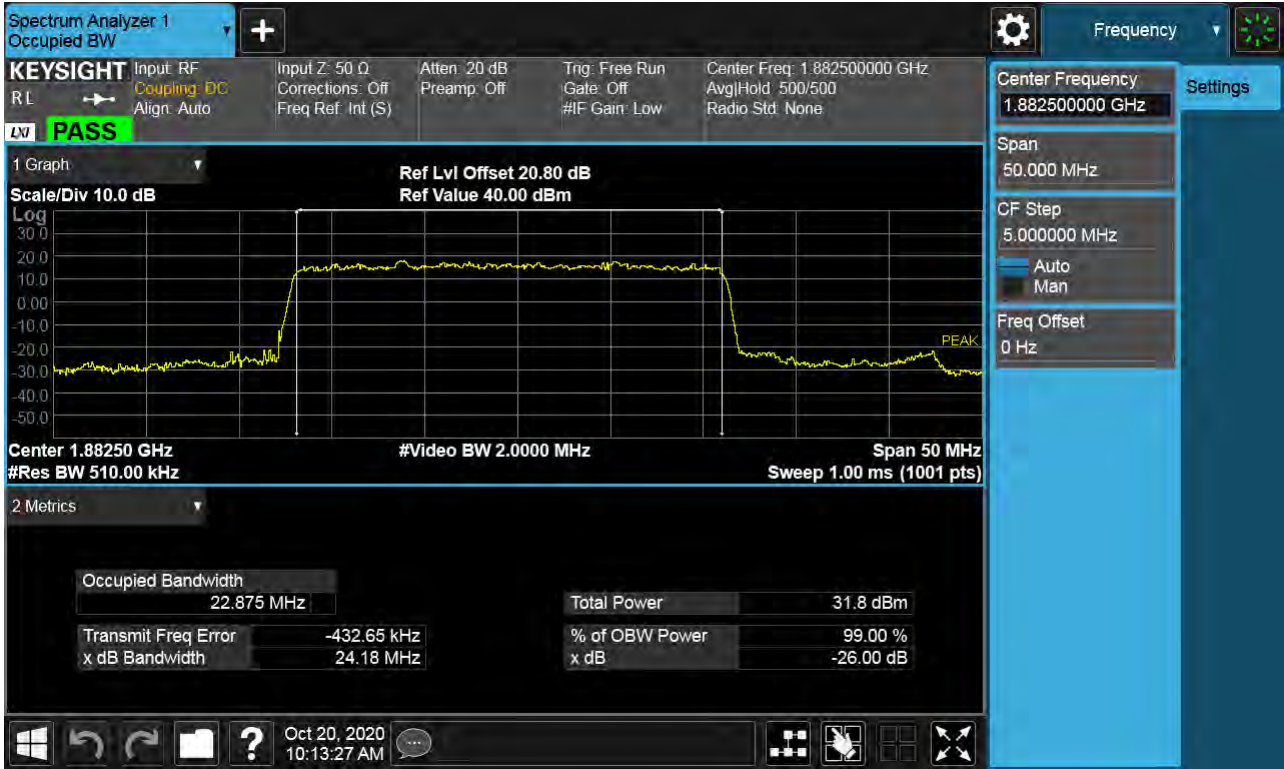 Spectrum Analyzer 1
Occupied BW
+
Frequency
KEYSIGHT
RL
LXI
PASS
Input: RF
Coupling: DC
Align: Auto
Input Z: 50 Ω
Corrections: Off
Freq Ref: Int (S)
Atten: 20 dB
Preamp: Off
Trig: Free Run
Gate: Off
#IF Gain: Low
Center Freq: 1.882500000 GHz
Avg|Hold: 500/500
Radio Std: None
Center Frequency
1.882500000 GHz
Settings
Span
50.000 MHz
CF Step
5.000000 MHz
Auto
Man
Freq Offset
0 Hz
1 Graph
Scale/Div 10.0 dB
Ref Lvl Offset 20.80 dB
Ref Value 40.00 dBm
Log
30.0
20.0
10.0
0.00
-10.0
-20.0
-30.0
-40.0
-50.0
PEAK
Center 1.88250 GHz
#Video BW 2.0000 MHz
Span 50 MHz
#Res BW 510.00 kHz
Sweep 1.00 ms (1001 pts)
2 Metrics
Occupied Bandwidth
22.875 MHz
Transmit Freq Error -432.65 kHz
x dB Bandwidth 24.18 MHz
Total Power 31.8 dBm
% of OBW Power 99.00 %
x dB -26.00 dB
?
Oct 20, 2020
10:13:27 AM